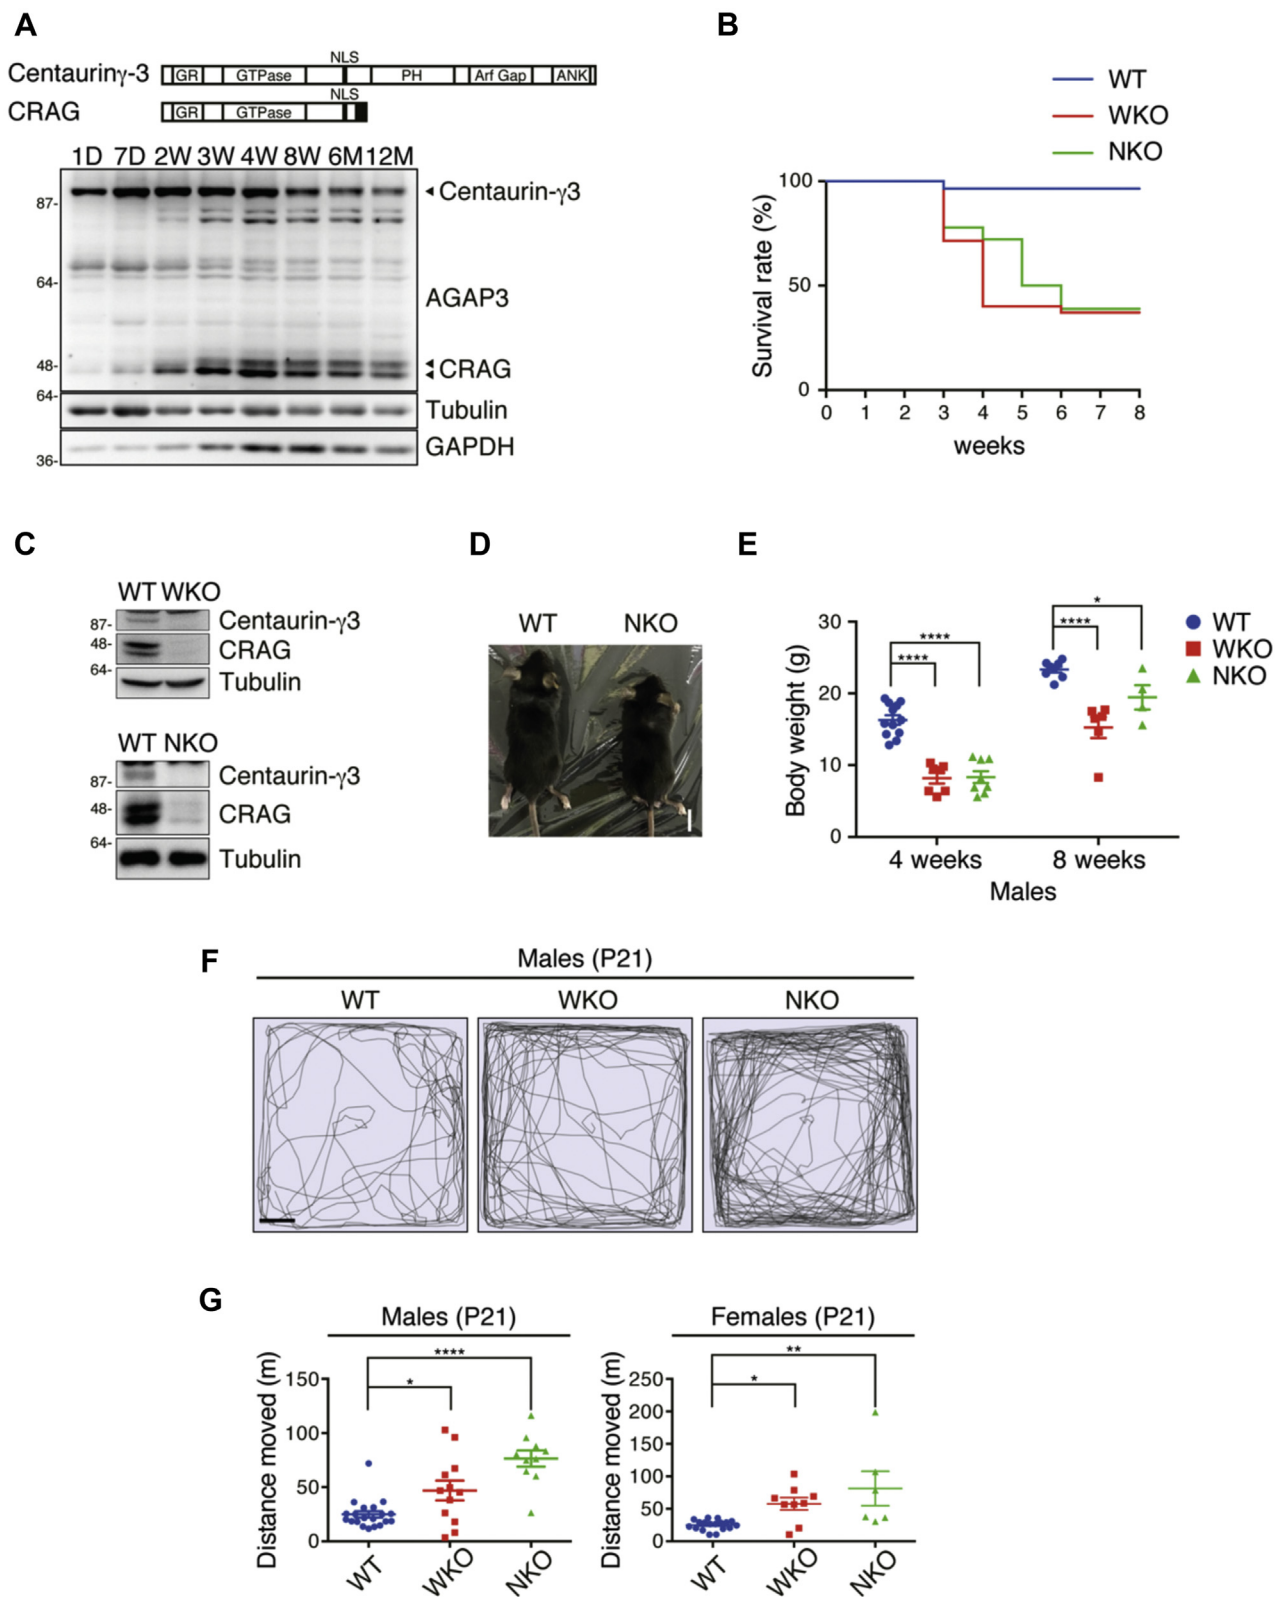 A
NLS
Centaurinγ-3 GR GTPase PH Arf Gap ANK
NLS
CRAG GR GTPase
1D 7D 2W 3W 4W 8W 6M 12M
87- Centaurin-γ3
64- AGAP3
48- CRAG
64- Tubulin
36- GAPDH
B
WT
WKO
NKO
Survival rate (%)
100
50
0
0 1 2 3 4 5 6 7 8
weeks
C
WT WKO
87- Centaurin-γ3
48- CRAG
64- Tubulin
WT NKO
87- Centaurin-γ3
48- CRAG
64- Tubulin
D
WT NKO
E
WT
WKO
NKO
Body weight (g)
30
20
10
0
**** **** **** *
4 weeks 8 weeks
Males
F
Males (P21)
WT WKO NKO
G
Males (P21)
Distance moved (m)
150
100
50
0
****
*
WT WKO NKO
Females (P21)
Distance moved (m)
250
200
150
100
50
0
**
*
WT WKO NKO